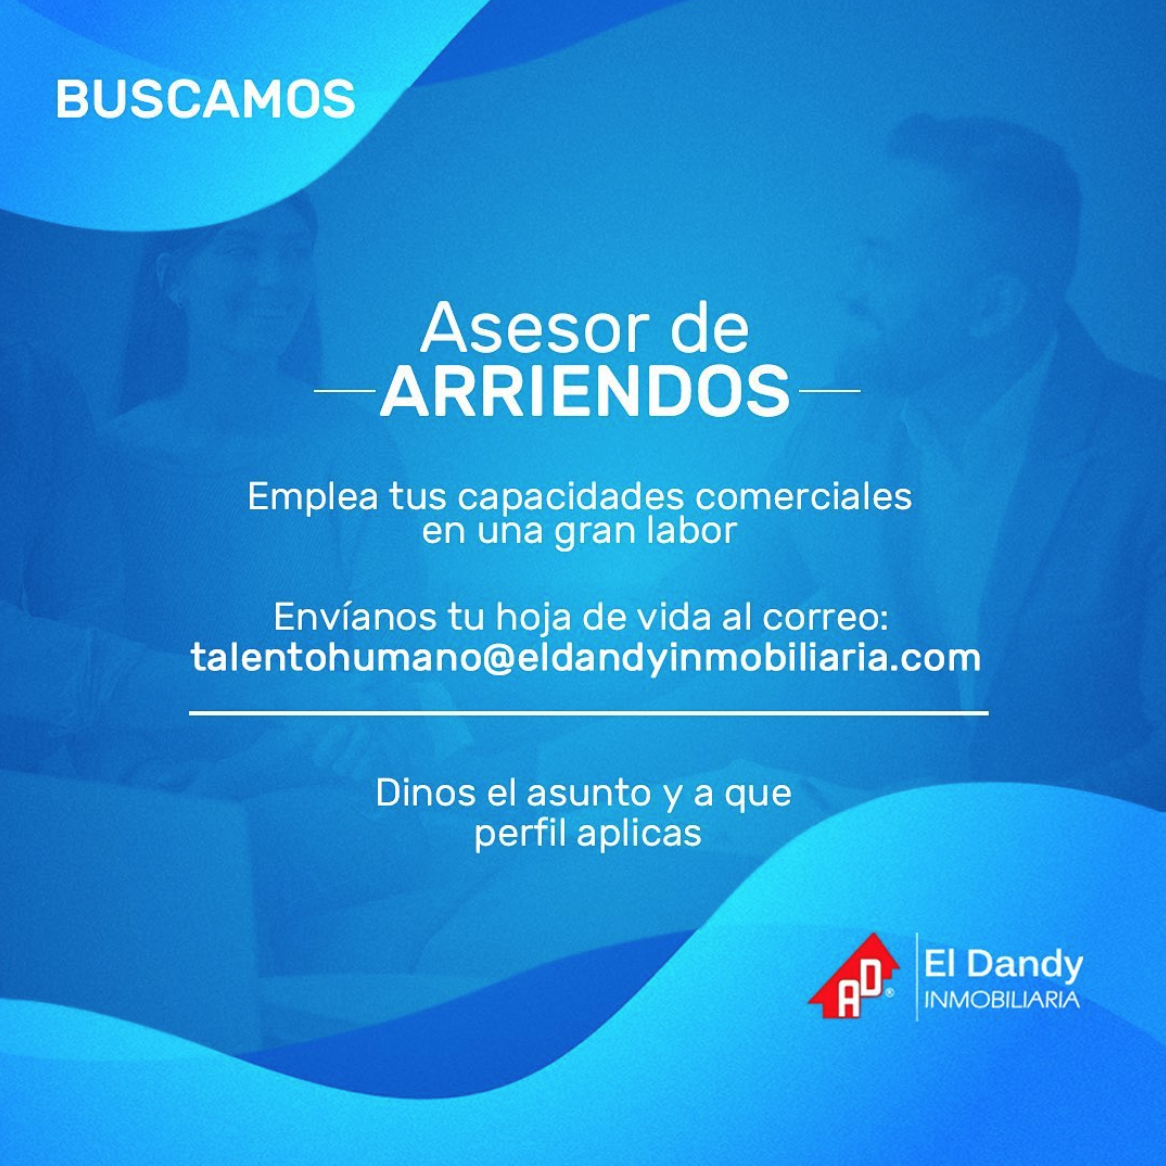 BUSCAMOS
Asesor de
ARRIENDOS
Emplea tus capacidades comerciales
en una gran labor
Envíanos tu hoja de vida al correo:
talentohumano@eldandyinmobiliaria.com
Dinos el asunto y a que
perfil aplicas
AD®
El Dandy
INMOBILIARIA